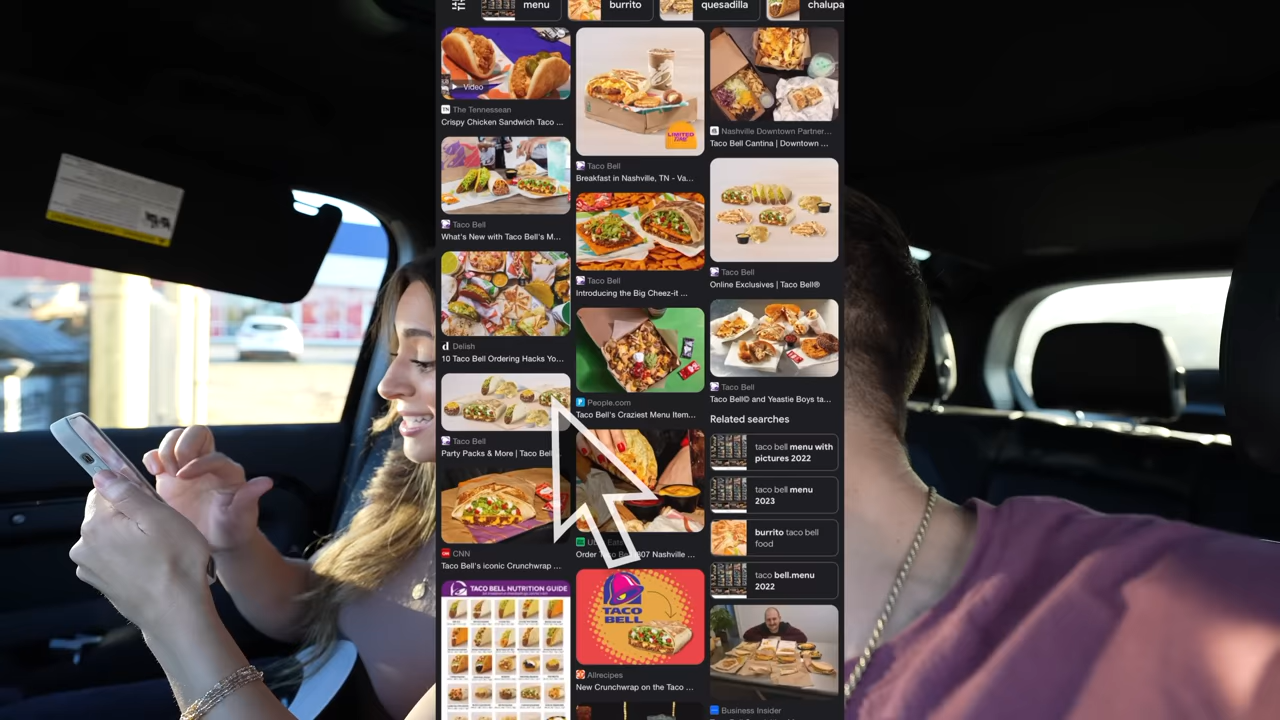 menu
burrito
quesadilla
chalupa
Video
The Tennessean
Crispy Chicken Sandwich Taco ...
Taco Bell
What's New with Taco Bell's M...
Delish
10 Taco Bell Ordering Hacks Yo...
Taco Bell
Party Packs & More | Taco Bell
CNN
Taco Bell's iconic Crunchwrap ...
TACO BELL NUTRITION GUIDE
LIMITED TIME
Taco Bell
Breakfast in Nashville, TN - Va...
Taco Bell
Introducing the Big Cheez-it ...
People.com
Taco Bell's Craziest Menu Item...
Order
807 Nashville ...
TACO
BELL
Allrecipes
New Crunchwrap on the Taco ...
Nashville Downtown Partner...
Taco Bell Cantina | Downtown ...
Taco Bell
Online Exclusives | Taco Bell®
Taco Bell
Taco Bell© and Yeastie Boys ta...
Related searches
taco bell menu with
pictures 2022
taco bell menu
2023
burrito taco bell
food
taco bell.menu
2022
Business Insider